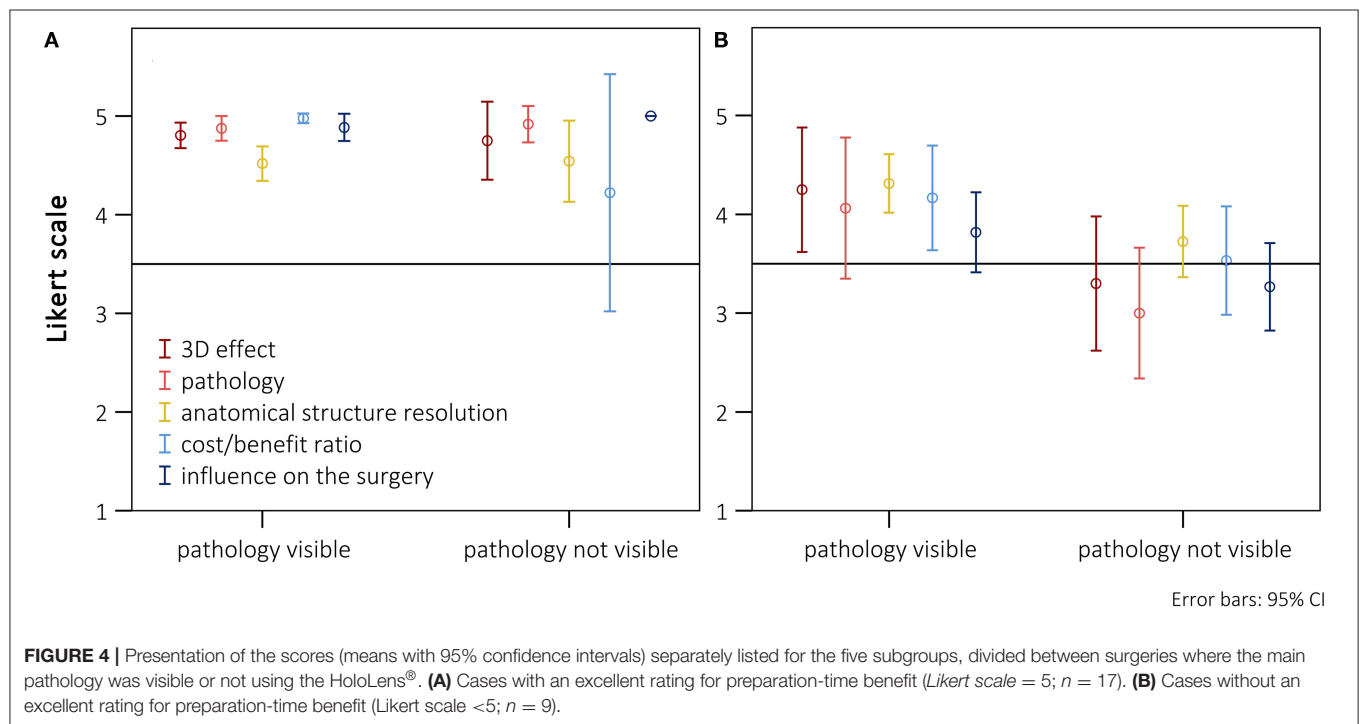 A
B
Likert scale
5
4
3
2
1
3D effect
pathology
anatomical structure resolution
cost/benefit ratio
influence on the surgery
pathology visible
pathology not visible
5
4
3
2
1
pathology visible
pathology not visible
Error bars: 95% CI
FIGURE 4 | Presentation of the scores (means with 95% confidence intervals) separately listed for the five subgroups, divided between surgeries where the main
pathology was visible or not using the HoloLens®. (A) Cases with an excellent rating for preparation-time benefit (Likert scale = 5; n = 17). (B) Cases without an
excellent rating for preparation-time benefit (Likert scale <5; n = 9).